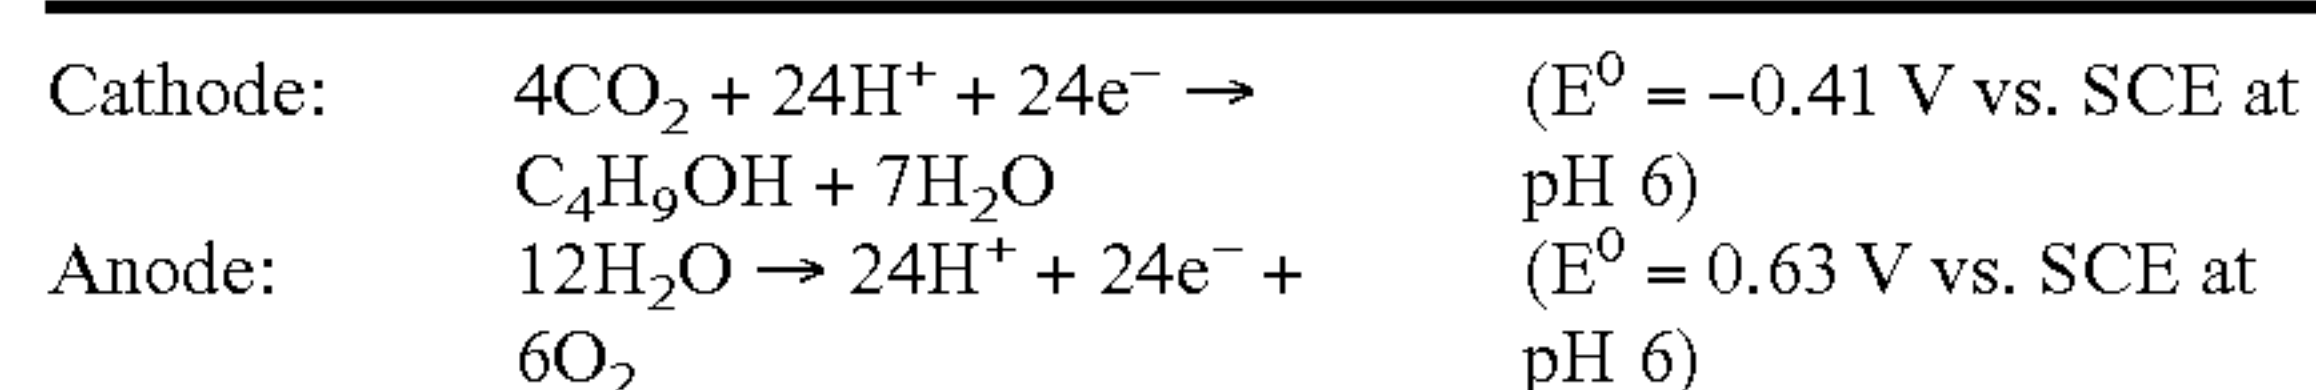 Cathode: 4CO₂ + 24H⁺ + 24e⁻ → (E⁰ = −0.41 V vs. SCE at
C₄H₉OH + 7H₂O pH 6)
Anode: 12H₂O → 24H⁺ + 24e⁻ + (E⁰ = 0.63 V vs. SCE at
6O₂ pH 6)